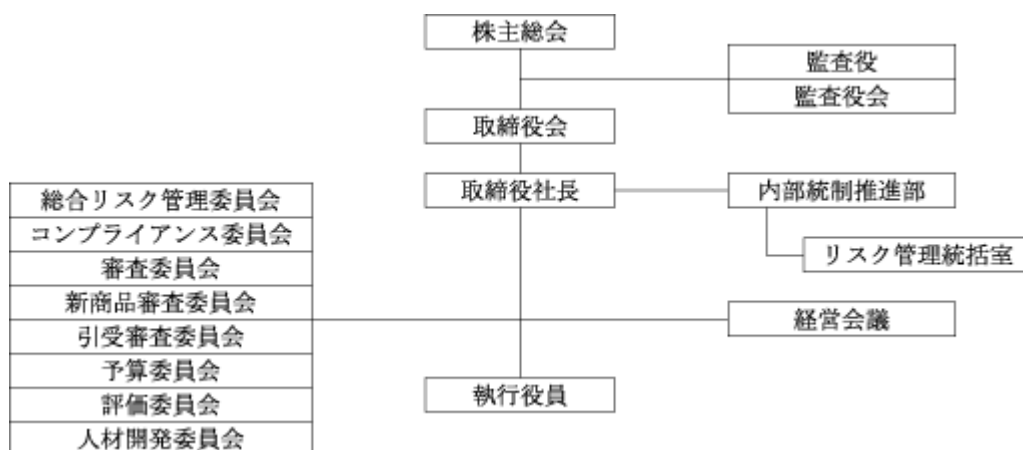 株主総会
監査役
監査役会
取締役会
取締役社長
内部統制推進部
リスク管理統括室
総合リスク管理委員会
コンプライアンス委員会
審査委員会
新商品審査委員会
引受審査委員会
予算委員会
評価委員会
人材開発委員会
経営会議
執行役員